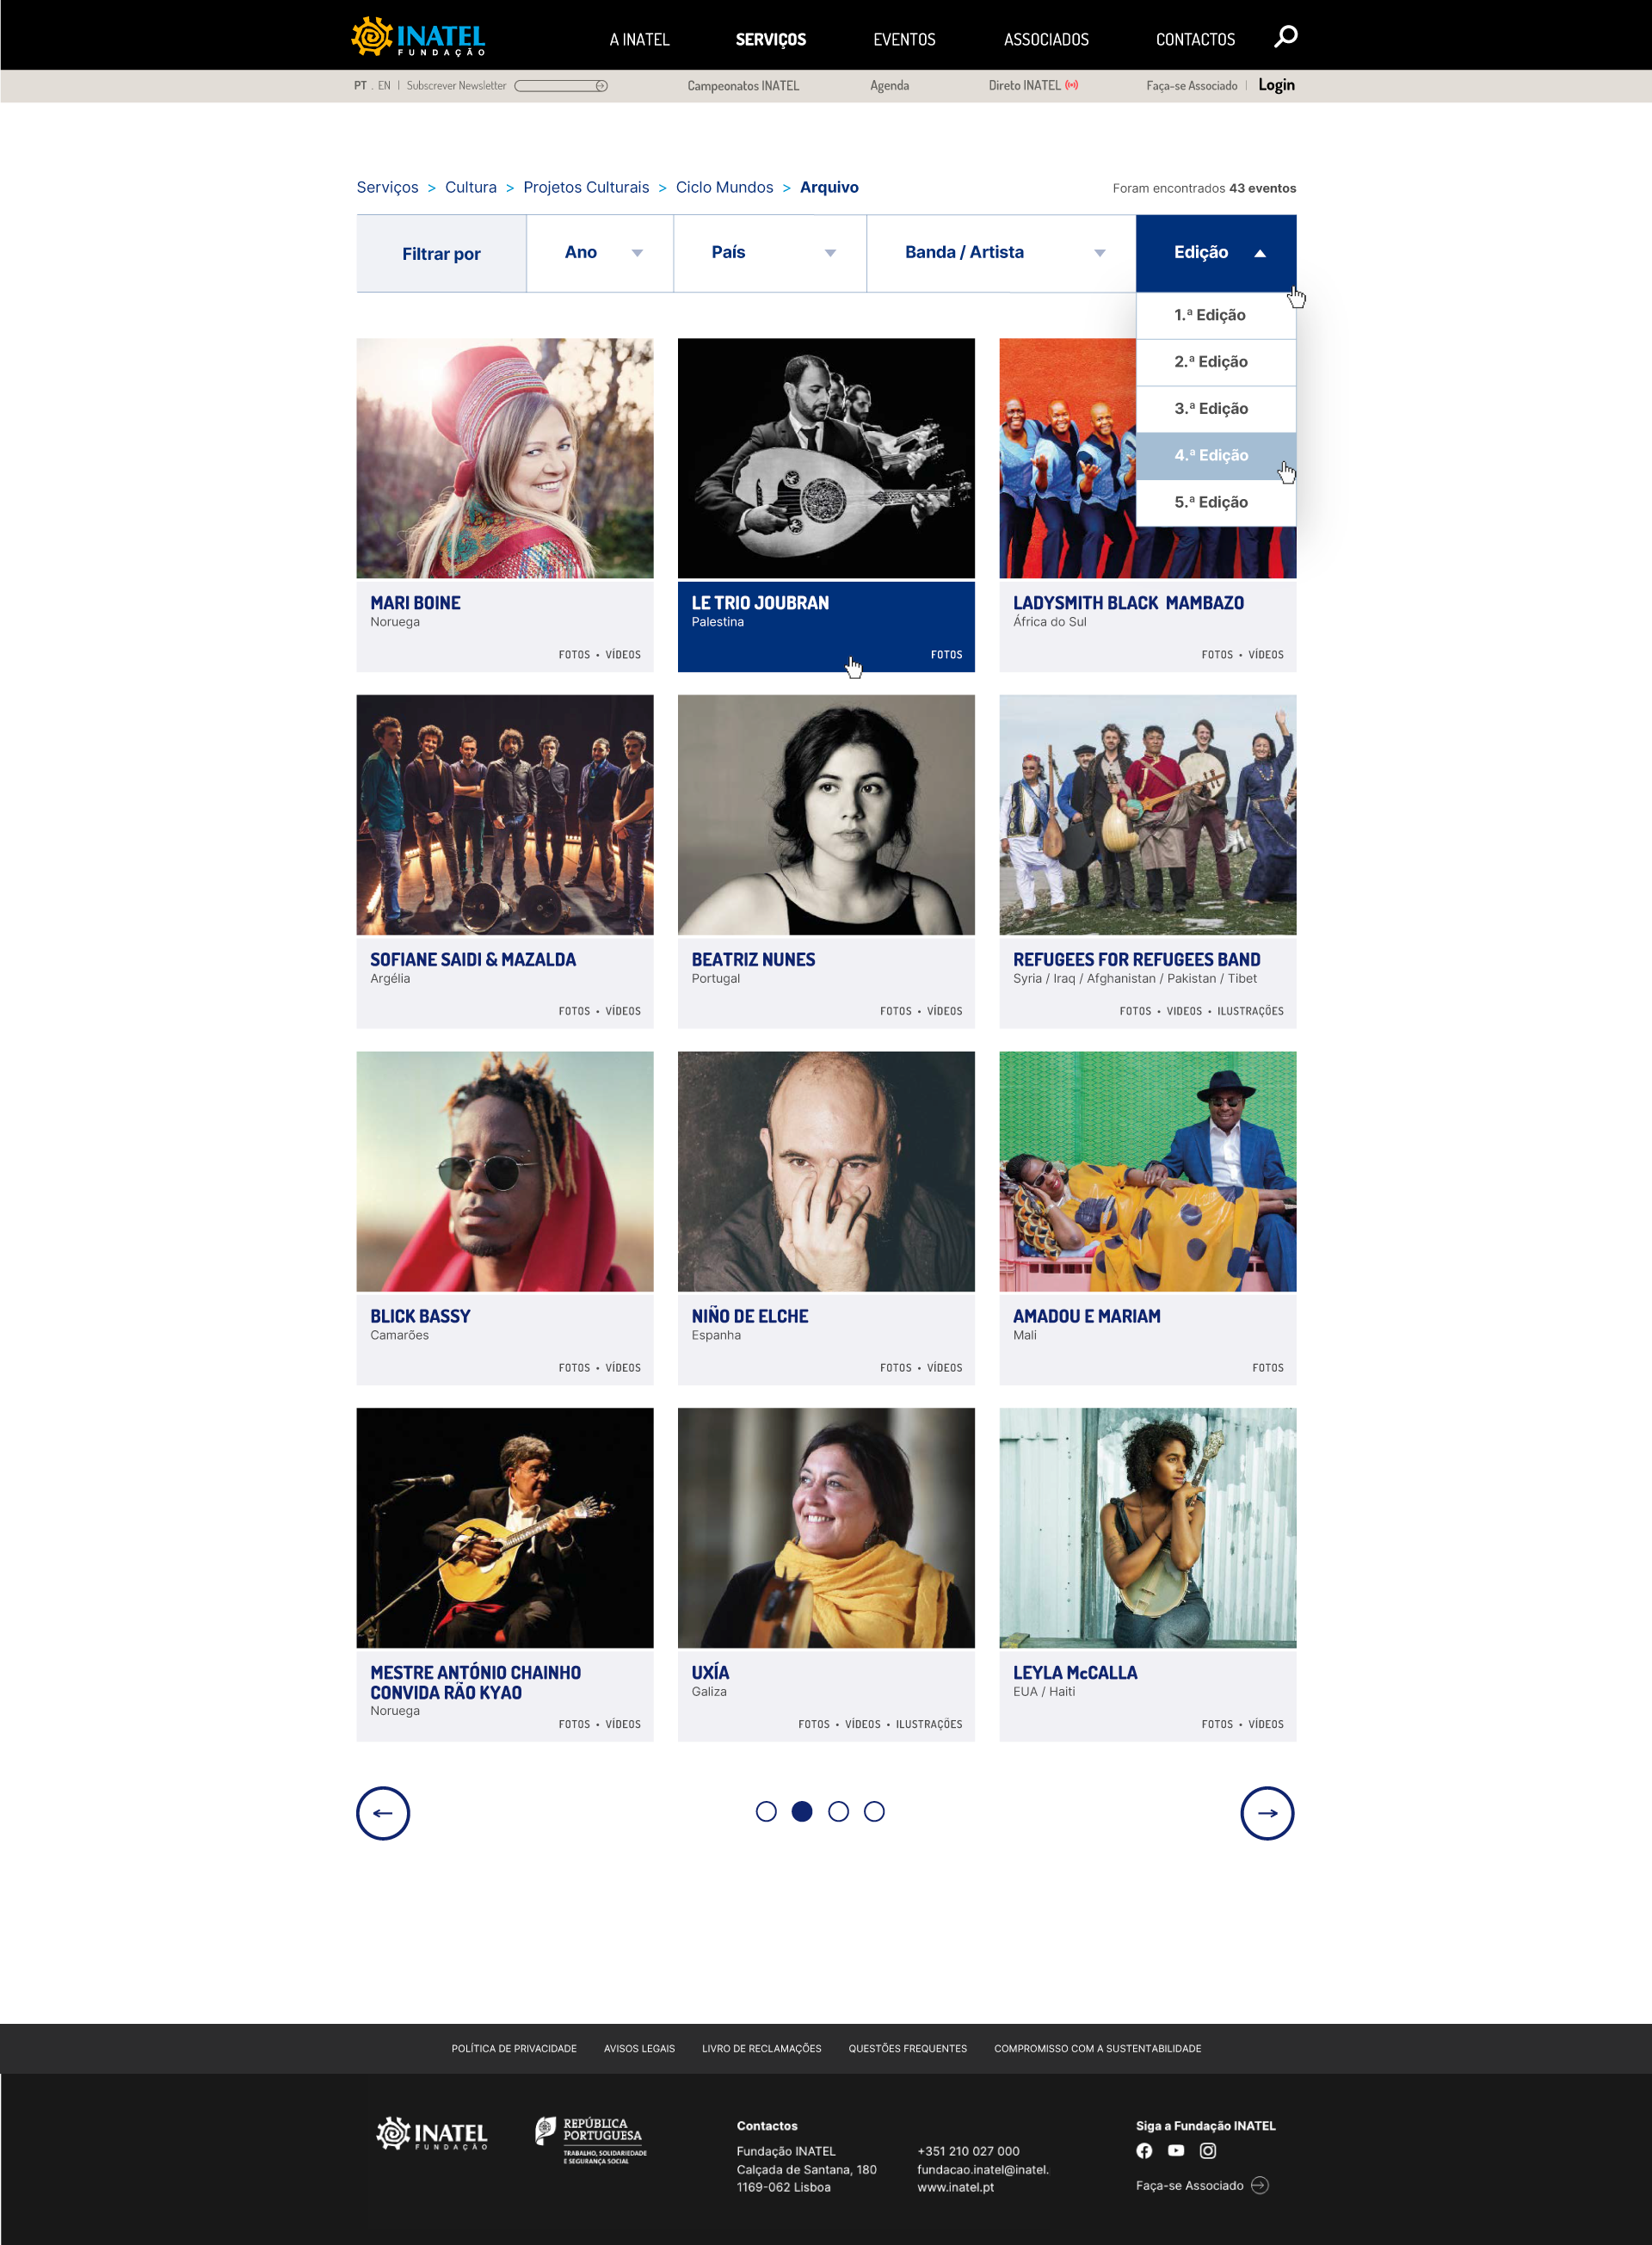 INATEL
FUNDAÇÃO
A INATEL
SERVIÇOS
EVENTOS
ASSOCIADOS
CONTACTOS
PT . EN | Subscrever Newsletter
Campeonatos INATEL
Agenda
Direto INATEL
Faça-se Associado | Login
Serviços > Cultura > Projetos Culturais > Ciclo Mundos > Arquivo
Foram encontrados 43 eventos
Filtrar por
Ano
País
Banda / Artista
Edição
1.ª Edição
2.ª Edição
3.ª Edição
4.ª Edição
5.ª Edição
MARI BOINE
Noruega
FOTOS • VÍDEOS
LE TRIO JOUBRAN
Palestina
FOTOS
LADYSMITH BLACK MAMBAZO
África do Sul
FOTOS • VÍDEOS
SOFIANE SAIDI & MAZALDA
Argélia
FOTOS • VÍDEOS
BEATRIZ NUNES
Portugal
FOTOS • VÍDEOS
REFUGEES FOR REFUGEES BAND
Syria / Iraq / Afghanistan / Pakistan / Tibet
FOTOS • VIDEOS • ILUSTRAÇÕES
BLICK BASSY
Camarões
FOTOS • VÍDEOS
NIÑO DE ELCHE
Espanha
FOTOS • VÍDEOS
AMADOU E MARIAM
Mali
FOTOS
MESTRE ANTÓNIO CHAINHO
CONVIDA RÃO KYAO
Noruega
FOTOS • VÍDEOS
UXÍA
Galiza
FOTOS • VÍDEOS • ILUSTRAÇÕES
LEYLA McCALLA
EUA / Haiti
FOTOS • VÍDEOS
POLÍTICA DE PRIVACIDADE
AVISOS LEGAIS
LIVRO DE RECLAMAÇÕES
QUESTÕES FREQUENTES
COMPROMISSO COM A SUSTENTABILIDADE
INATEL
FUNDAÇÃO
REPÚBLICA
PORTUGUESA
TRABALHO, SOLIDARIEDADE
E SEGURANÇA SOCIAL
Contactos
Fundação INATEL
Calçada de Santana, 180
1169-062 Lisboa
+351 210 027 000
fundacao.inatel@inatel.
www.inatel.pt
Siga a Fundação INATEL
Faça-se Associado